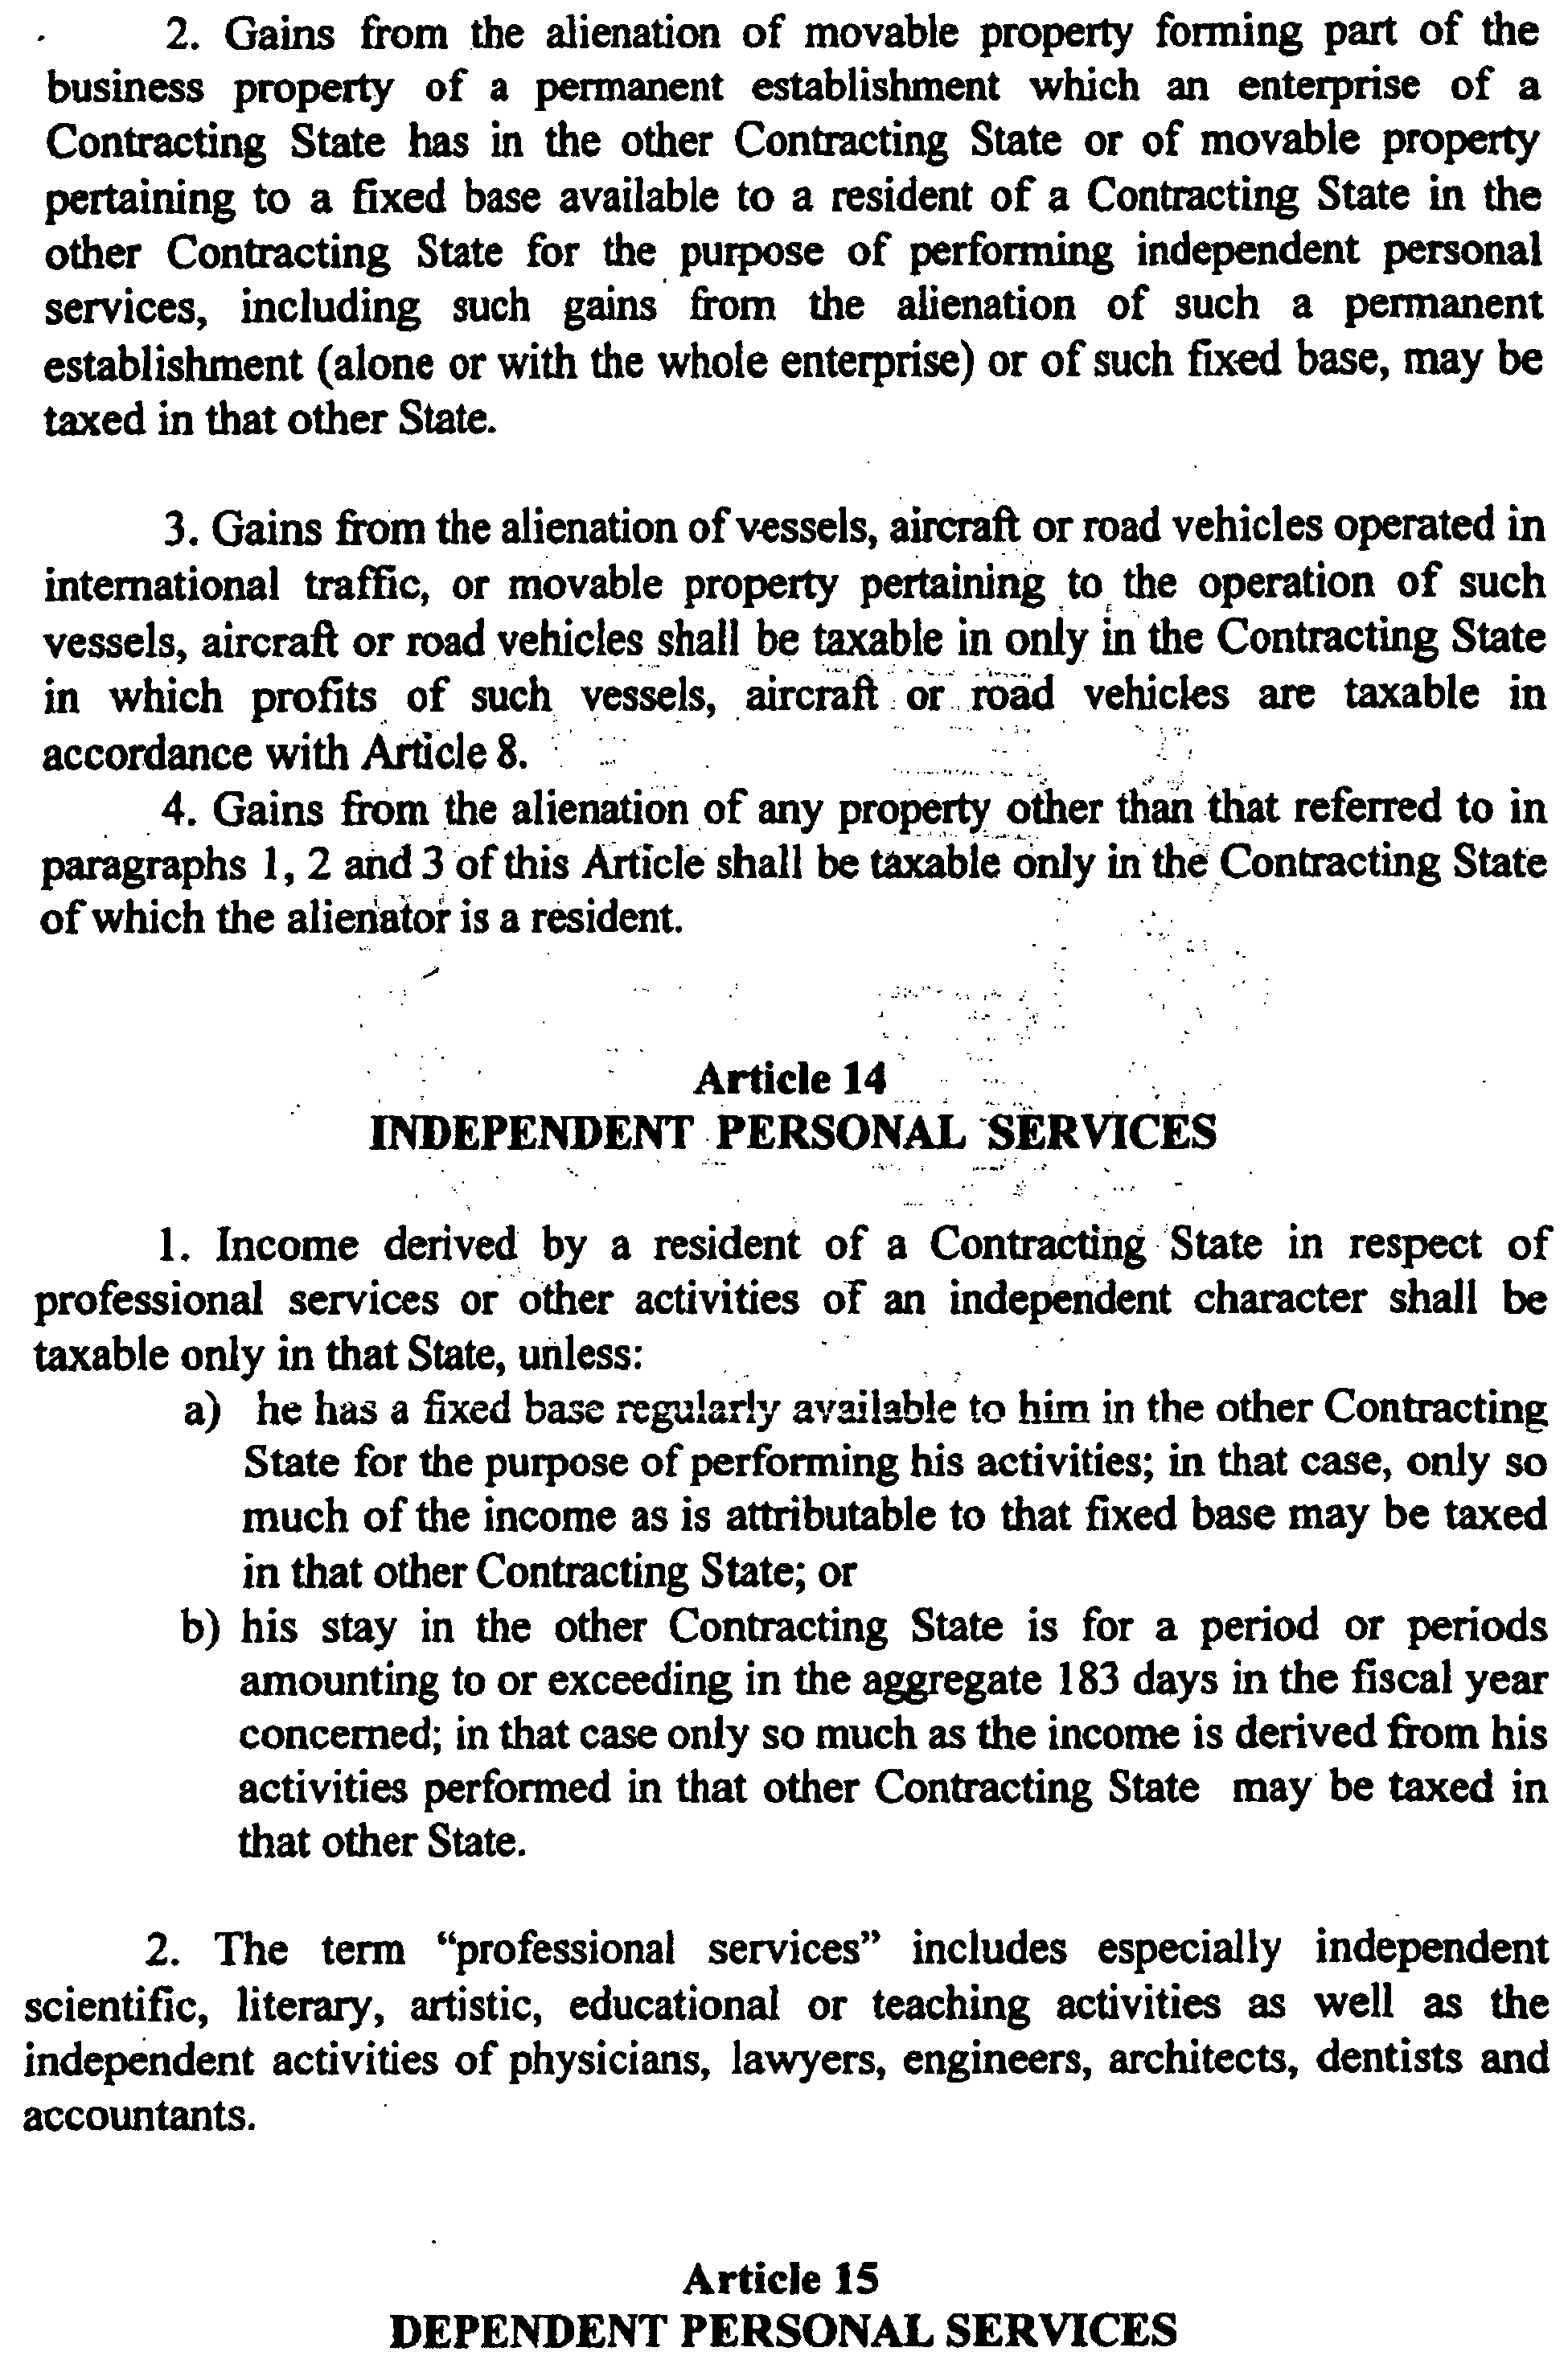 2. Gains from the alienation of movable property forming part of the
business property of a permanent establishment which an enterprise of a
Contracting State has in the other Contracting State or of movable property
pertaining to a fixed base available to a resident of a Contracting State in the
other Contracting State for the purpose of performing independent personal
services, including such gains from the alienation of such a permanent
establishment (alone or with the whole enterprise) or of such fixed base, may be
taxed in that other State.
3. Gains from the alienation of vessels, aircraft or road vehicles operated in
international traffic, or movable property pertaining to the operation of such
vessels, aircraft or road vehicles shall be taxable in only in the Contracting State
in which profits of such vessels, aircraft or road vehicles are taxable in
accordance with Article 8.
4. Gains from the alienation of any property other than that referred to in
paragraphs 1, 2 and 3 of this Article shall be taxable only in the Contracting State
of which the alienator is a resident.
Article 14
INDEPENDENT PERSONAL SERVICES
1. Income derived by a resident of a Contracting State in respect of
professional services or other activities of an independent character shall be
taxable only in that State, unless:
a) he has a fixed base regularly available to him in the other Contracting
State for the purpose of performing his activities; in that case, only so
much of the income as is attributable to that fixed base may be taxed
in that other Contracting State; or
b) his stay in the other Contracting State is for a period or periods
amounting to or exceeding in the aggregate 183 days in the fiscal year
concerned; in that case only so much as the income is derived from his
activities performed in that other Contracting State may be taxed in
that other State.
2. The term “professional services” includes especially independent
scientific, literary, artistic, educational or teaching activities as well as the
independent activities of physicians, lawyers, engineers, architects, dentists and
accountants.
Article 15
DEPENDENT PERSONAL SERVICES